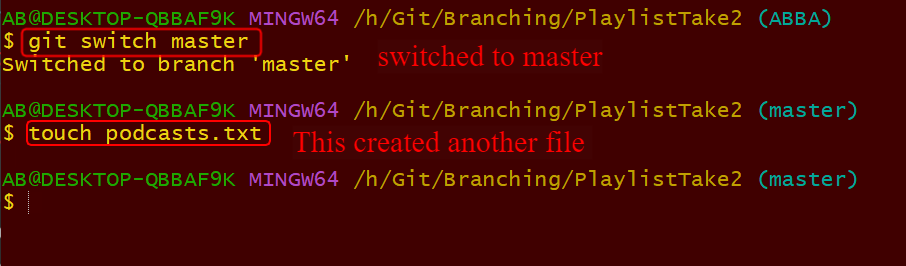 AB@DESKTOP-QBBAF9K MINGW64 /h/Git/Branching/PlaylistTake2 (ABBA)
$ git switch master
Switched to branch 'master' switched to master
AB@DESKTOP-QBBAF9K MINGW64 /h/Git/Branching/PlaylistTake2 (master)
$ touch podcasts.txt This created another file
AB@DESKTOP-QBBAF9K MINGW64 /h/Git/Branching/PlaylistTake2 (master)
$